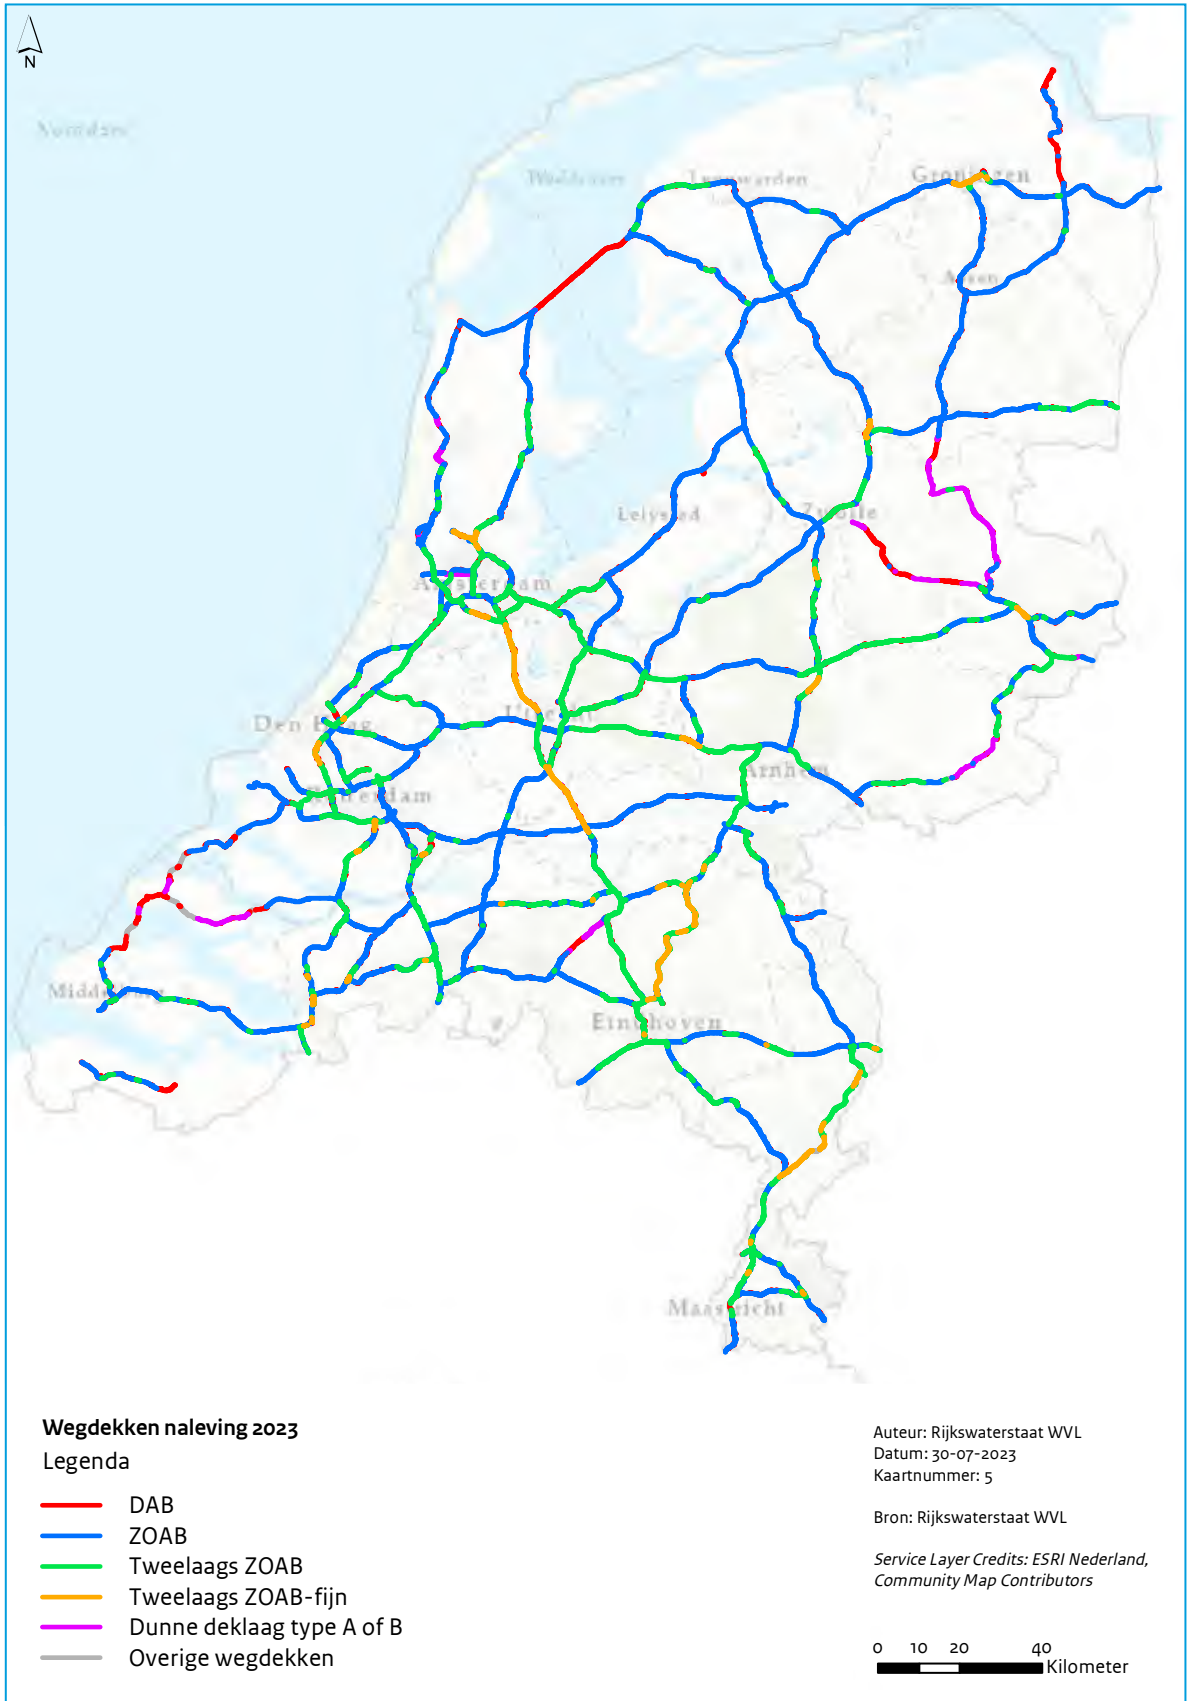 N
Noordzee
Waddenzee
Leeuwarden
Groningen
Assen
Lelystad
Zwolle
Amsterdam
Den Haag
Utrecht
Arnhem
Rotterdam
Middelburg
Eindhoven
Maastricht
Wegdekken naleving 2023
Legenda
DAB
ZOAB
Tweelaags ZOAB
Tweelaags ZOAB-fijn
Dunne deklaag type A of B
Overige wegdekken
Auteur: Rijkswaterstaat WVL
Datum: 30-07-2023
Kaartnummer: 5
Bron: Rijkswaterstaat WVL
Service Layer Credits: ESRI Nederland,
Community Map Contributors
0 10 20 40
Kilometer